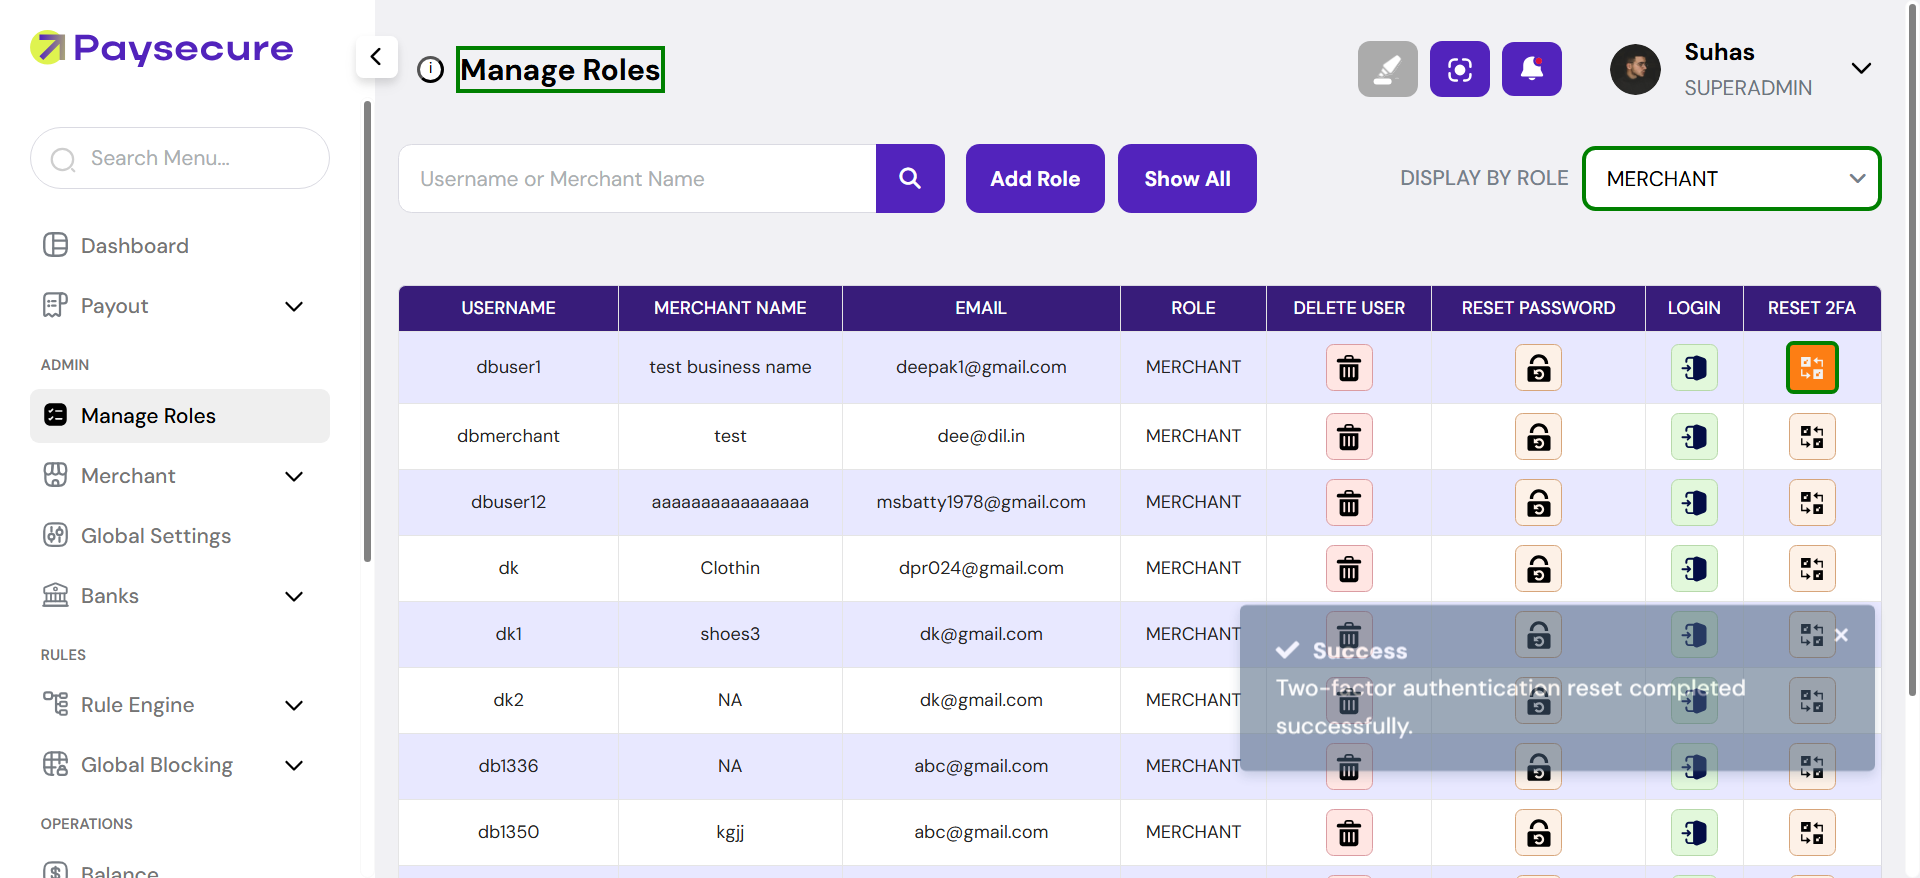 Paysecure
Search Menu...
Dashboard
Payout
ADMIN
Manage Roles
Merchant
Global Settings
Banks
RULES
Rule Engine
Global Blocking
OPERATIONS
Balance
Manage Roles
Suhas
SUPERADMIN
Username or Merchant Name
Add Role
Show All
DISPLAY BY ROLE
MERCHANT
USERNAME MERCHANT NAME EMAIL ROLE DELETE USER RESET PASSWORD LOGIN RESET 2FA
dbuser1 test business name deepak1@gmail.com MERCHANT
dbmerchant test dee@dil.in MERCHANT
dbuser12 aaaaaaaaaaaaaaaa msbatty1978@gmail.com MERCHANT
dk Clothin dpr024@gmail.com MERCHANT
dk1 shoes3 dk@gmail.com MERCHANT
dk2 NA dk@gmail.com MERCHANT
db1336 NA abc@gmail.com MERCHANT
db1350 kgjj abc@gmail.com MERCHANT
Success
Two-factor authentication reset completed
successfully.